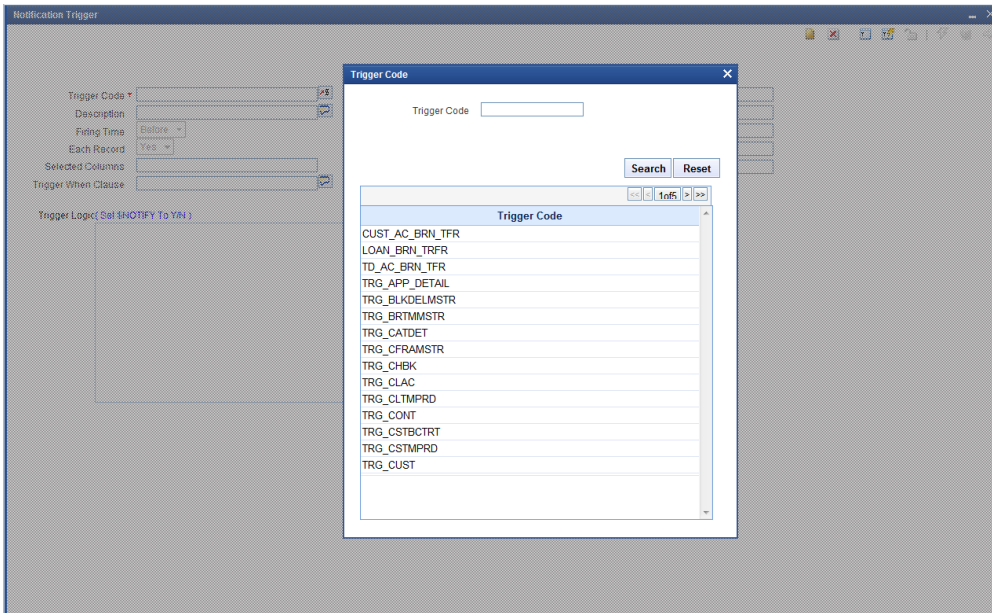 Notification Trigger
Trigger Code *
Description
Firing Time Before
Each Record Yes
Selected Columns
Trigger When Clause
Trigger Logic( Set $NOTIFY To Y/N )
Trigger Code
Trigger Code
Search Reset
<< < 1of5 > >>
Trigger Code
CUST_AC_BRN_TFR
LOAN_BRN_TRFR
TD_AC_BRN_TFR
TRG_APP_DETAIL
TRG_BLKDELMSTR
TRG_BRTMMSTR
TRG_CATDET
TRG_CFRAMSTR
TRG_CHBK
TRG_CLAC
TRG_CLTMPRD
TRG_CONT
TRG_CSTBCTRT
TRG_CSTMPRD
TRG_CUST